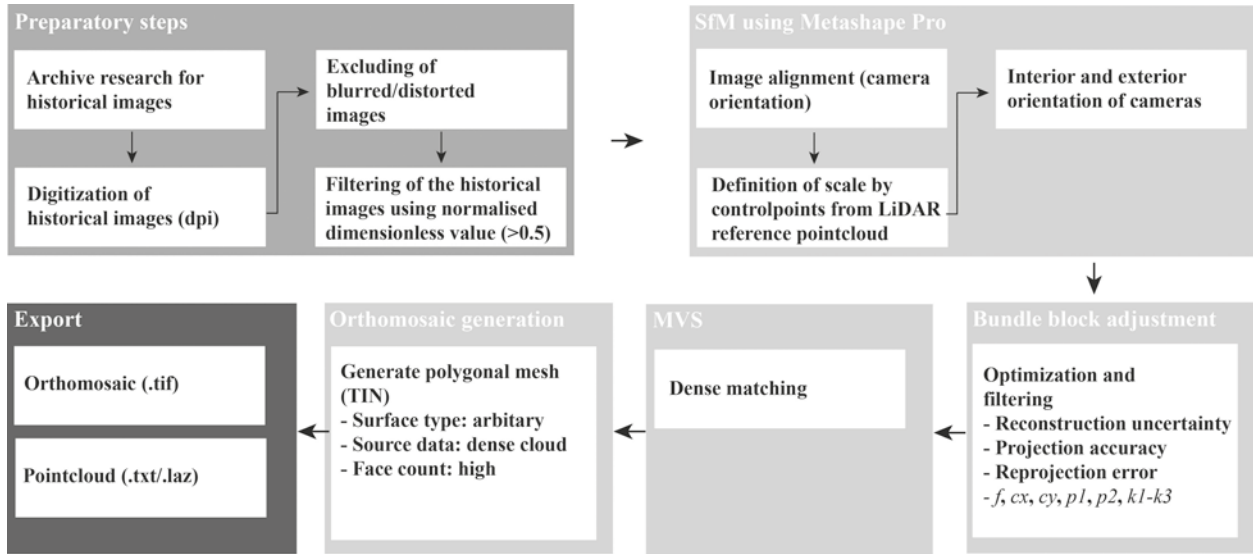 Preparatory steps
Archive research for
historical images
Digitization of
historical images (dpi)
Excluding of
blurred/distorted
images
Filtering of the historical
images using normalised
dimensionless value (>0.5)
SfM using Metashape Pro
Image alignment (camera
orientation)
Definition of scale by
controlpoints from LiDAR
reference pointcloud
Interior and exterior
orientation of cameras
Bundle block adjustment
Optimization and
filtering
- Reconstruction uncertainty
- Projection accuracy
- Reprojection error
- f, cx, cy, p1, p2, k1-k3
MVS
Dense matching
Orthomosaic generation
Generate polygonal mesh
(TIN)
- Surface type: arbitary
- Source data: dense cloud
- Face count: high
Export
Orthomosaic (.tif)
Pointcloud (.txt/.laz)